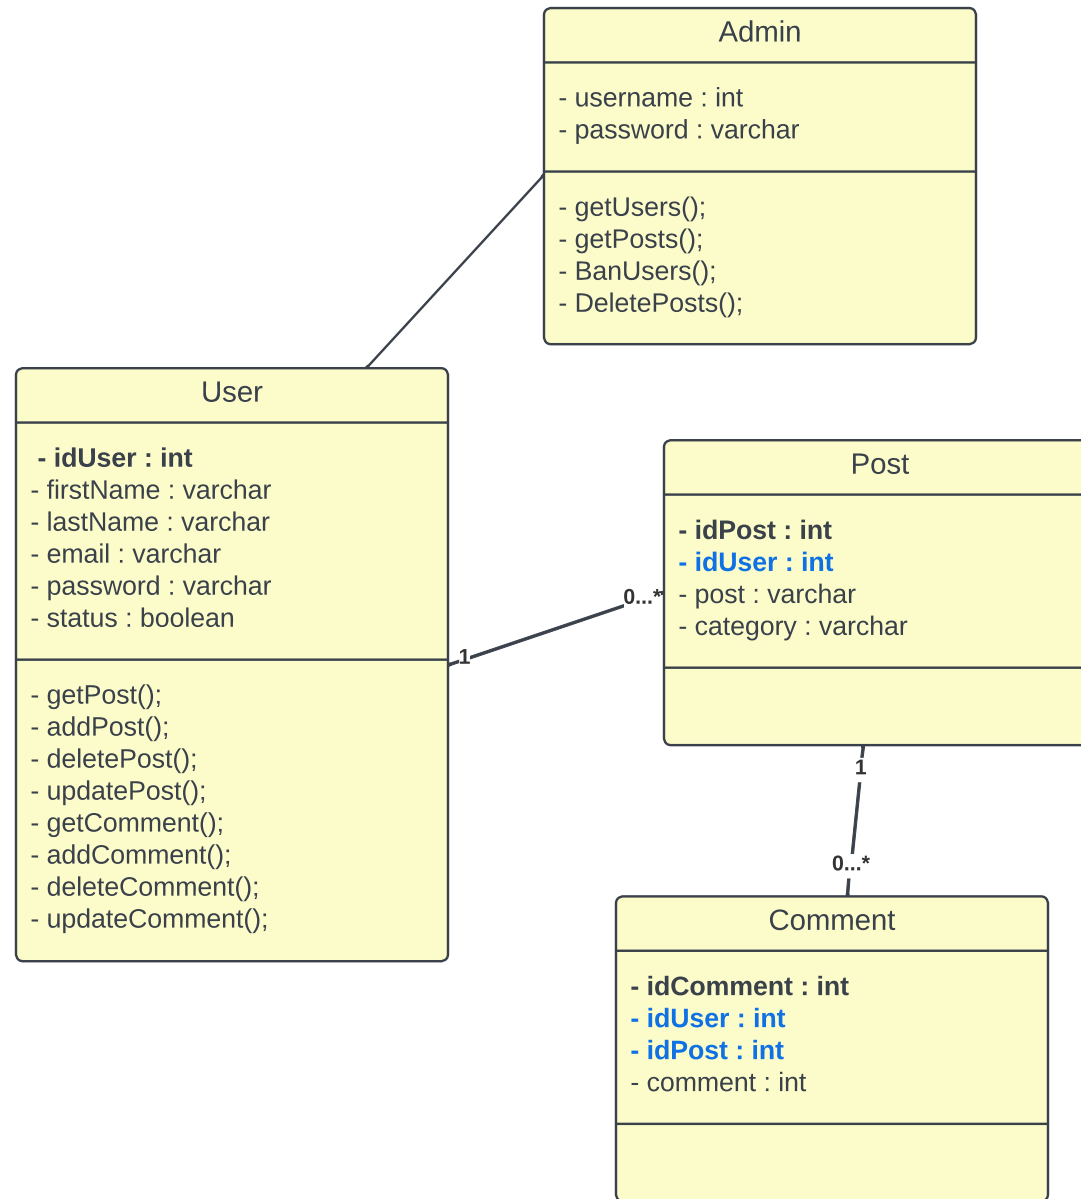 Admin
- username : int
- password : varchar
- getUsers();
- getPosts();
- BanUsers();
- DeletePosts();
User
- idUser : int
- firstName : varchar
- lastName : varchar
- email : varchar
- password : varchar
- status : boolean
- getPost();
- addPost();
- deletePost();
- updatePost();
- getComment();
- addComment();
- deleteComment();
- updateComment();
1
0...*
Post
- idPost : int
- idUser : int
- post : varchar
- category : varchar
1
0...*
Comment
- idComment : int
- idUser : int
- idPost : int
- comment : int